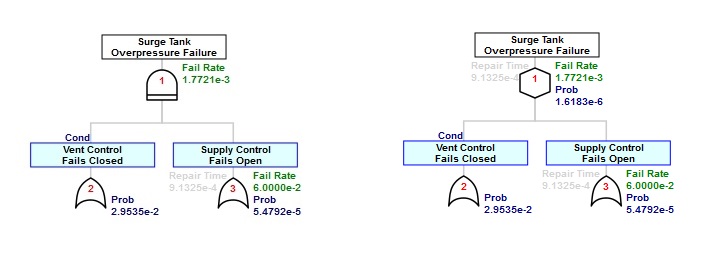 Surge Tank
Overpressure Failure
1
Fail Rate
1.7721e-3
Cond
Vent Control
Fails Closed
2
Prob
2.9535e-2
Supply Control
Fails Open
Repair Time
9.1325e-4
3
Fail Rate
6.0000e-2
Prob
5.4792e-5
Surge Tank
Overpressure Failure
Repair Time
9.1325e-4
1
Fail Rate
1.7721e-3
Prob
1.6183e-6
Cond
Vent Control
Fails Closed
2
Prob
2.9535e-2
Supply Control
Fails Open
Repair Time
9.1325e-4
3
Fail Rate
6.0000e-2
Prob
5.4792e-5